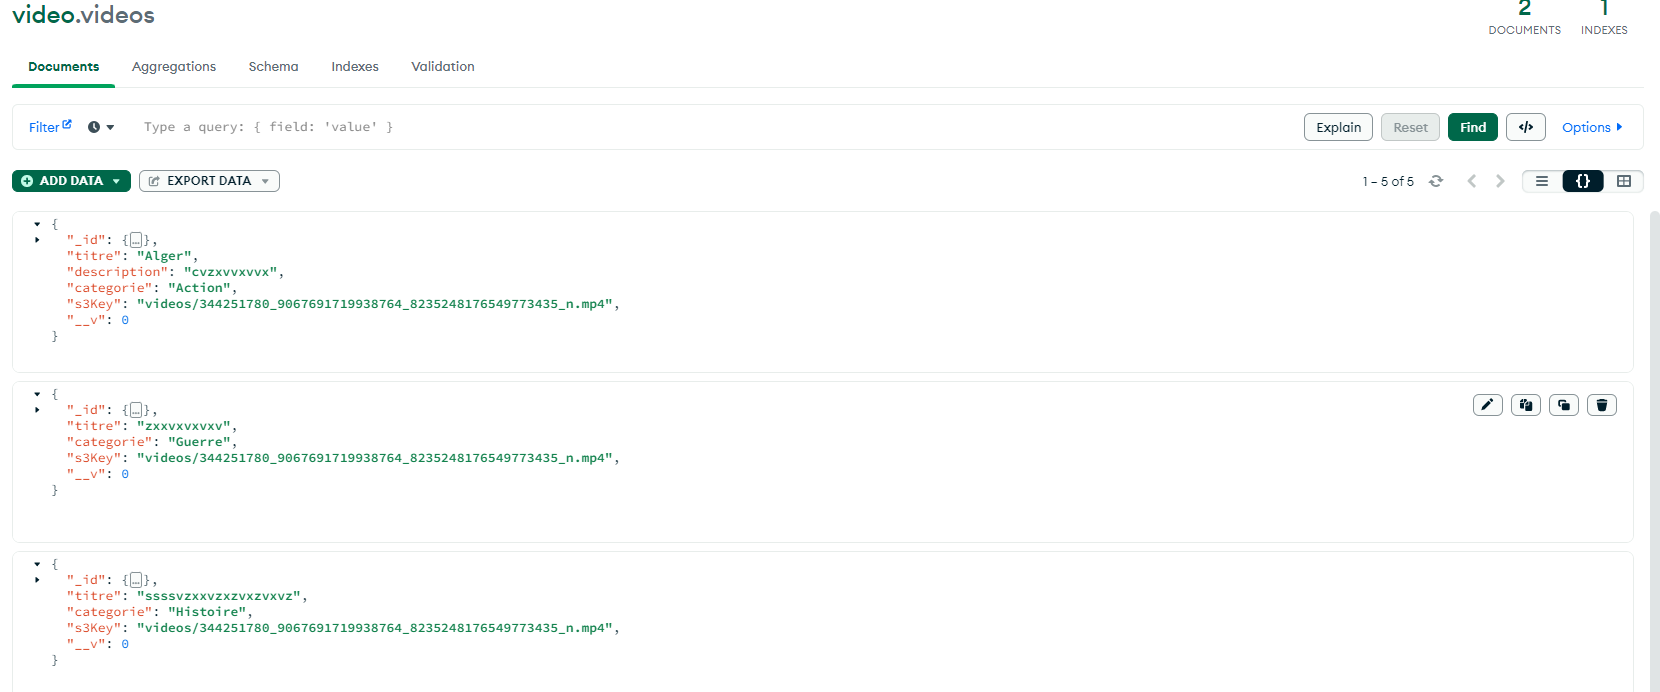 video.videos
2 1
DOCUMENTS INDEXES
Documents Aggregations Schema Indexes Validation
Filter Type a query: { field: 'value' } Explain Reset Find </> Options
ADD DATA EXPORT DATA 1 – 5 of 5 {}
{
"_id": {…},
"titre": "Alger",
"description": "cvzxvvxvvx",
"categorie": "Action",
"s3Key": "videos/344251780_9067691719938764_8235248176549773435_n.mp4",
"__v": 0
}
{
"_id": {…},
"titre": "zxxvxvxvxv",
"categorie": "Guerre",
"s3Key": "videos/344251780_9067691719938764_8235248176549773435_n.mp4",
"__v": 0
}
{
"_id": {…},
"titre": "ssssvzxxvzxzvxzvxvz",
"categorie": "Histoire",
"s3Key": "videos/344251780_9067691719938764_8235248176549773435_n.mp4",
"__v": 0
}